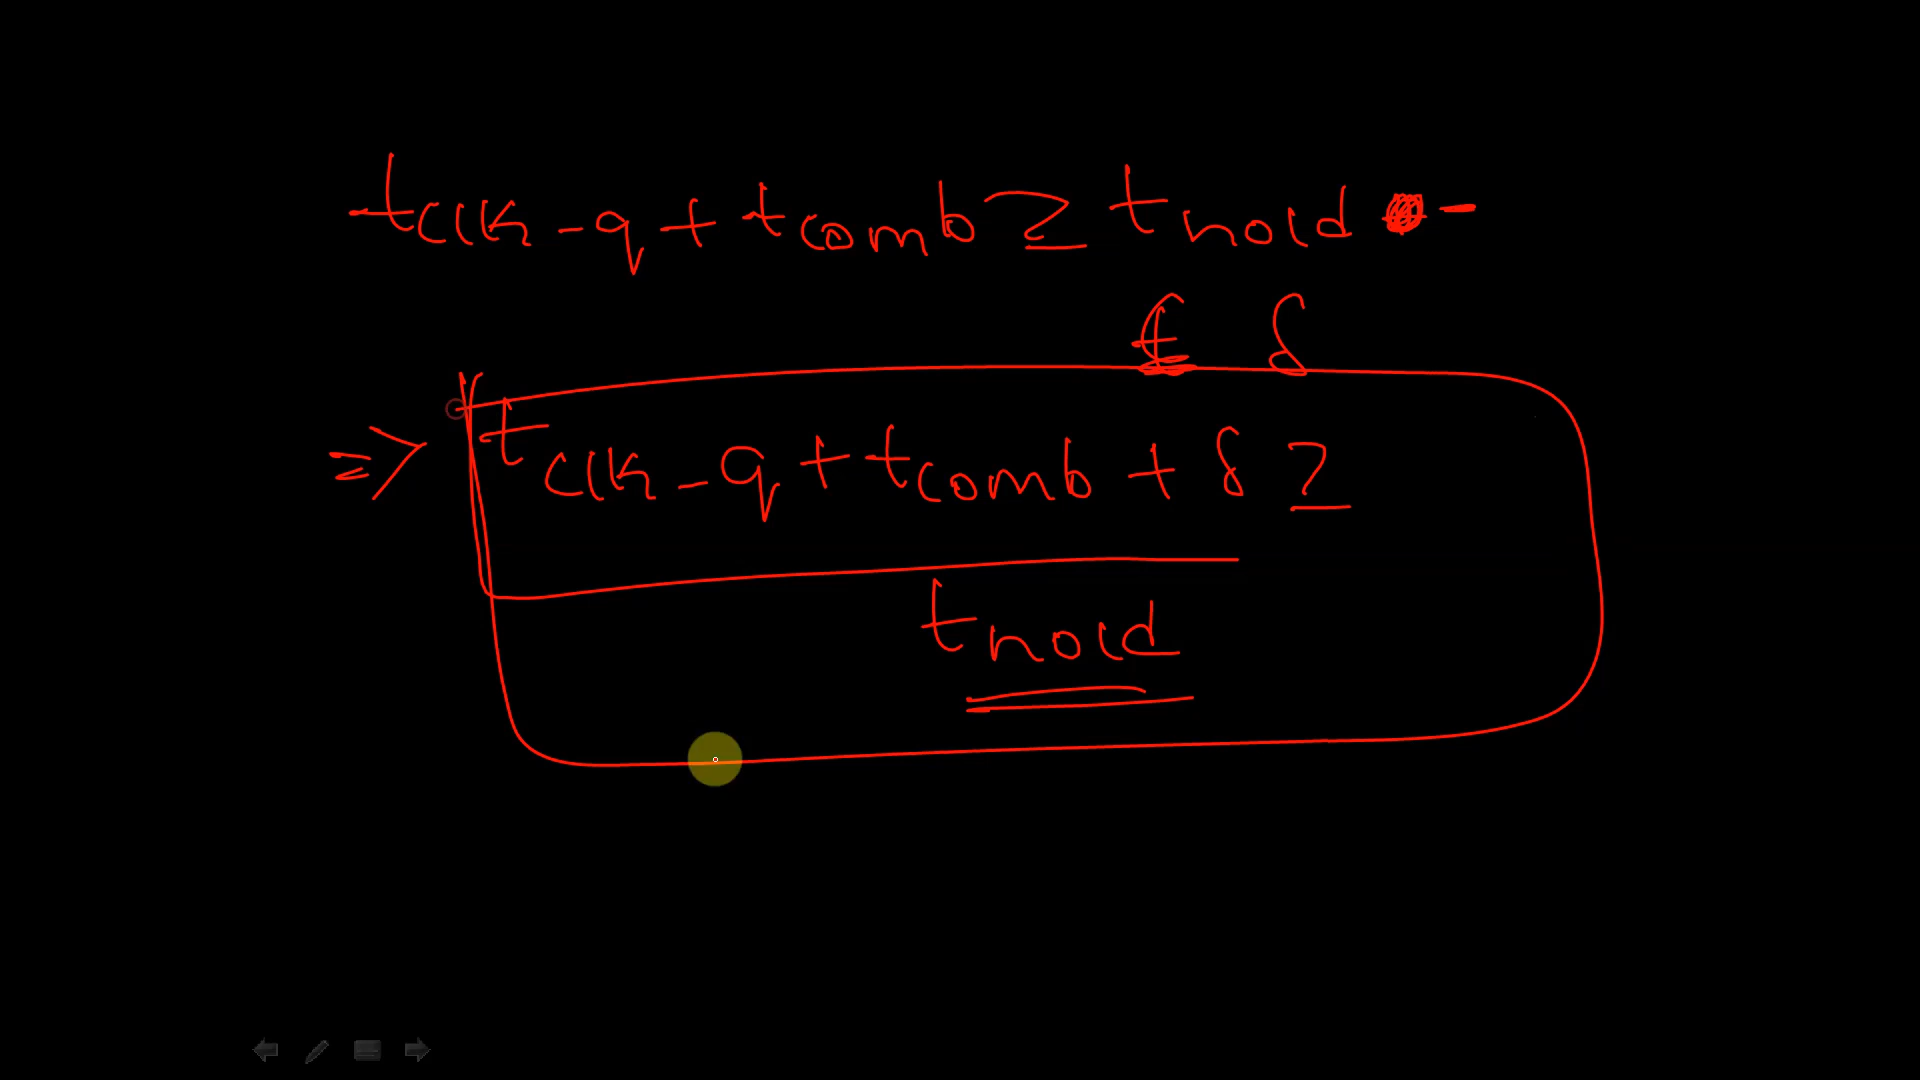 tclk-q + tcomb ≥ thold -
δ
⇒ tclk-q + tcomb + δ ≥
thold